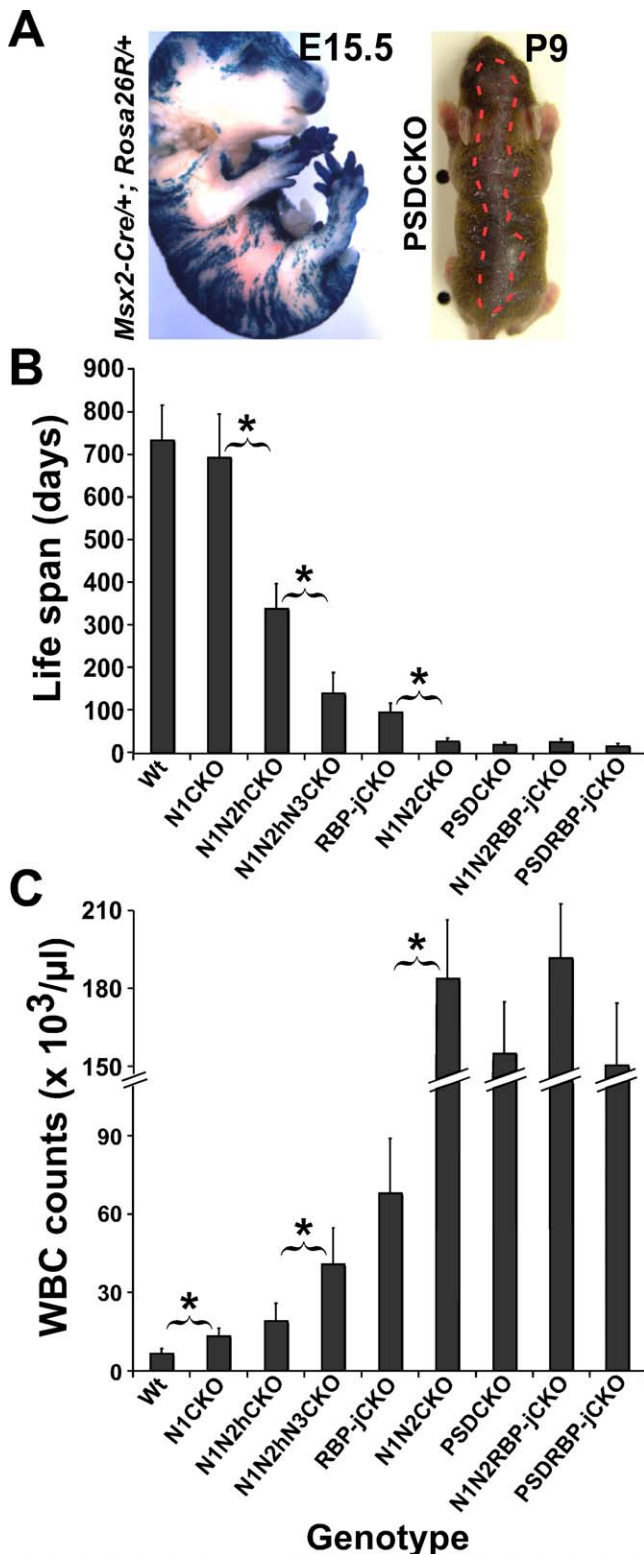 A
E15.5
P9
Msx2-Cre/+; Rosa26R/+
PSDCKO
B
900
800
700
600
500
400
300
200
100
0
Life span (days)
*
*
*
Wt
N1CKO
N1N2hCKO
N1N2hN3CKO
RBP-jCKO
N1N2CKO
PSDCKO
N1N2RBP-jCKO
PSDRBP-jCKO
C
210
180
150
90
60
30
0
WBC counts (x 10³/µl)
*
*
*
Wt
N1CKO
N1N2hCKO
N1N2hN3CKO
RBP-jCKO
N1N2CKO
PSDCKO
N1N2RBP-jCKO
PSDRBP-jCKO
Genotype